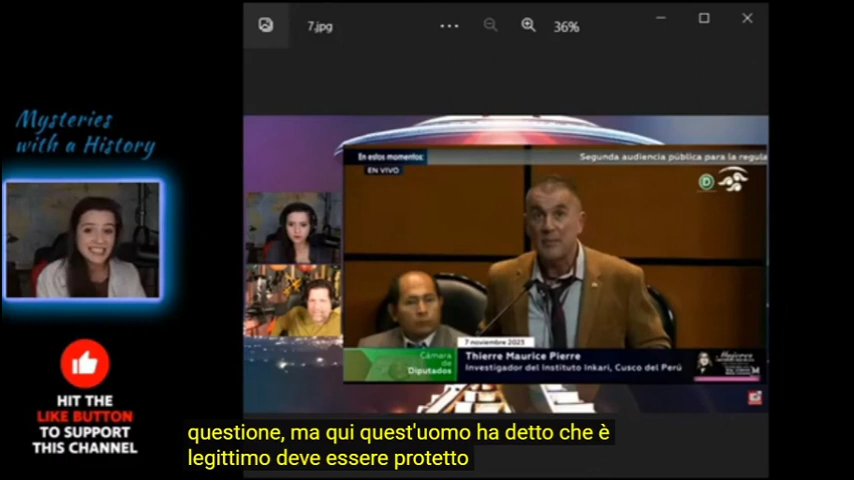 7.jpg
36%
Mysteries
with a History
En estos momentos:
Segunda audiencia pública para la regula
EN VIVO
7 noviembre 2023
Cámara
de
Diputados
Thierre Maurice Pierre
Investigador del Instituto Inkari, Cusco del Perú
HIT THE
LIKE BUTTON
TO SUPPORT
THIS CHANNEL
questione, ma qui quest'uomo ha detto che è
legittimo deve essere protetto